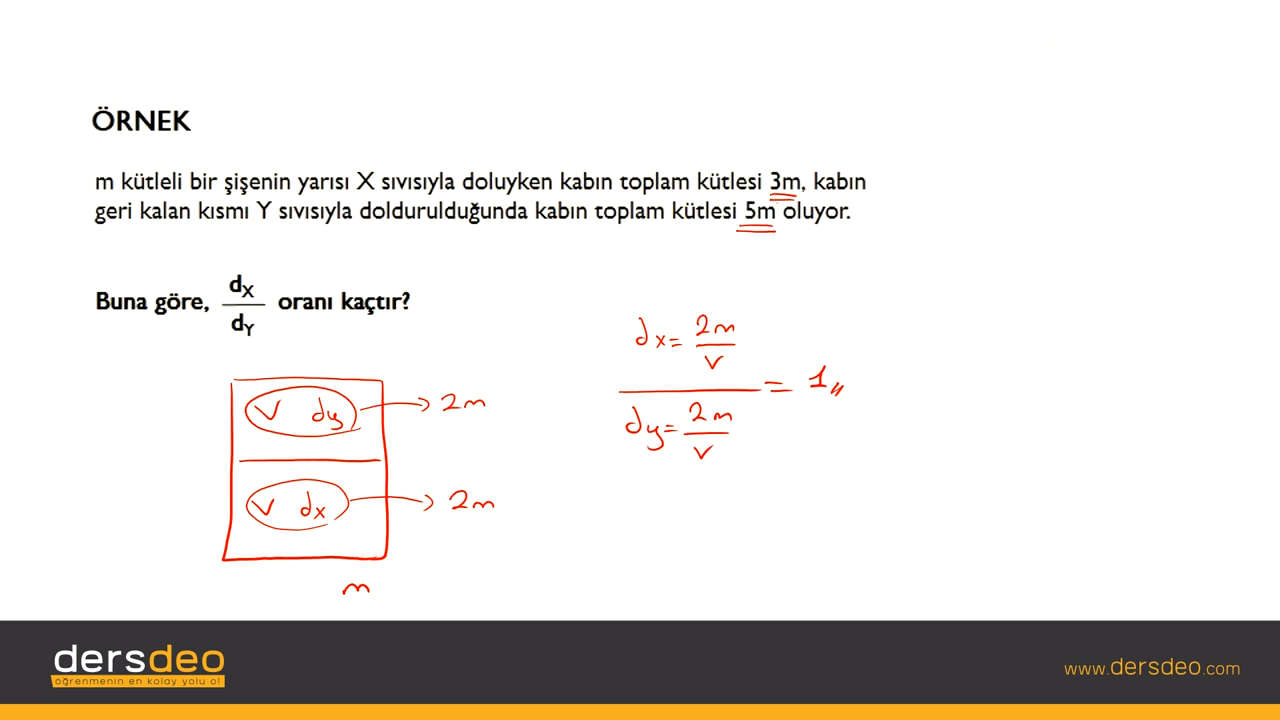 ÖRNEK
m kütleli bir şişenin yarısı X sıvısıyla doluyken kabın toplam kütlesi 3m, kabın
geri kalan kısmı Y sıvısıyla doldurulduğunda kabın toplam kütlesi 5m oluyor.
Buna göre, dX/dY oranı kaçtır?
dx = 2m/v
= 1
dy = 2m/v
V dy → 2m
V dx → 2m
m
dersdeo
öğrenmenin en kolay yolu o!
www.dersdeo.com